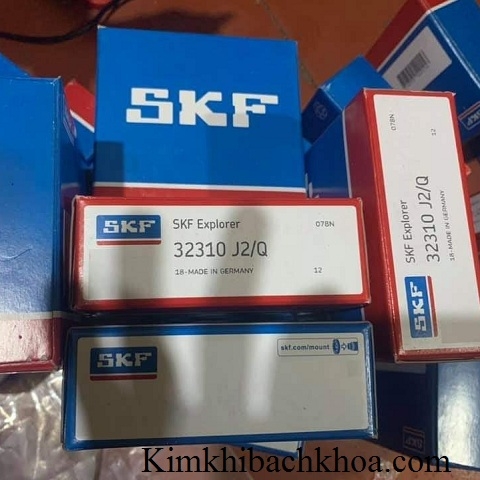 SKF
SKF
SKF Explorer
078N
32310 J2/Q
18-MADE IN GERMANY
12
SKF
SKF Explorer
078N
32310 J2/Q
18-MADE IN GERMANY
12
SKF
skf.com/mount
Kimkhibachkhoa.com